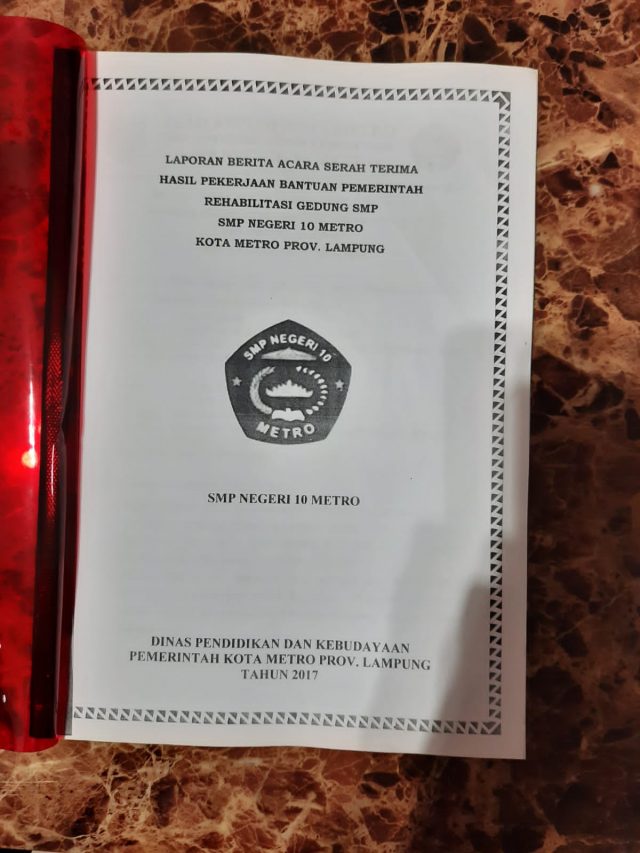 LAPORAN BERITA ACARA SERAH TERIMA
HASIL PEKERJAAN BANTUAN PEMERINTAH
REHABILITASI GEDUNG SMP
SMP NEGERI 10 METRO
KOTA METRO PROV. LAMPUNG
SMP NEGERI 10
METRO
SMP NEGERI 10 METRO
DINAS PENDIDIKAN DAN KEBUDAYAAN
PEMERINTAH KOTA METRO PROV. LAMPUNG
TAHUN 2017